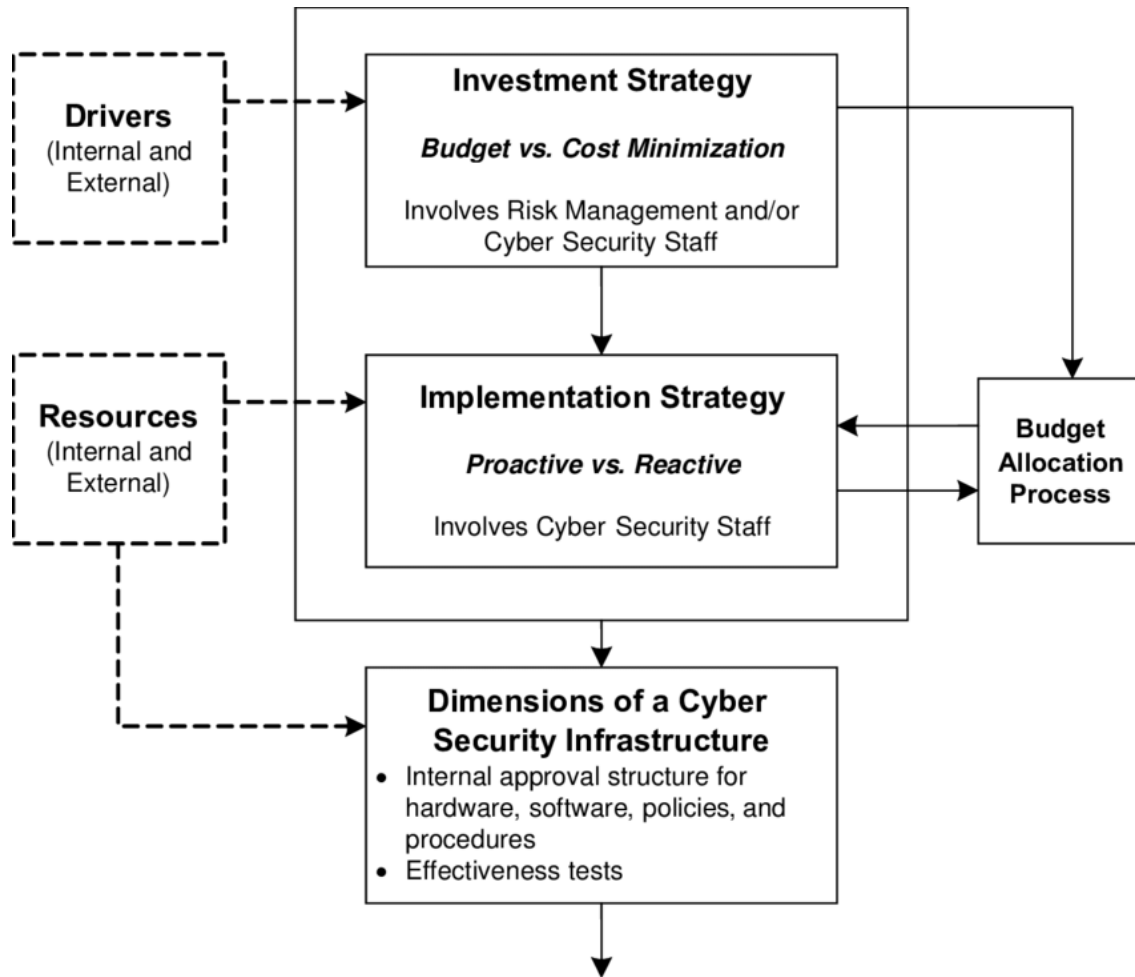 Drivers
(Internal and
External)
Investment Strategy
Budget vs. Cost Minimization
Involves Risk Management and/or
Cyber Security Staff
Resources
(Internal and
External)
Implementation Strategy
Proactive vs. Reactive
Involves Cyber Security Staff
Budget
Allocation
Process
Dimensions of a Cyber
Security Infrastructure
• Internal approval structure for
hardware, software, policies, and
procedures
• Effectiveness tests